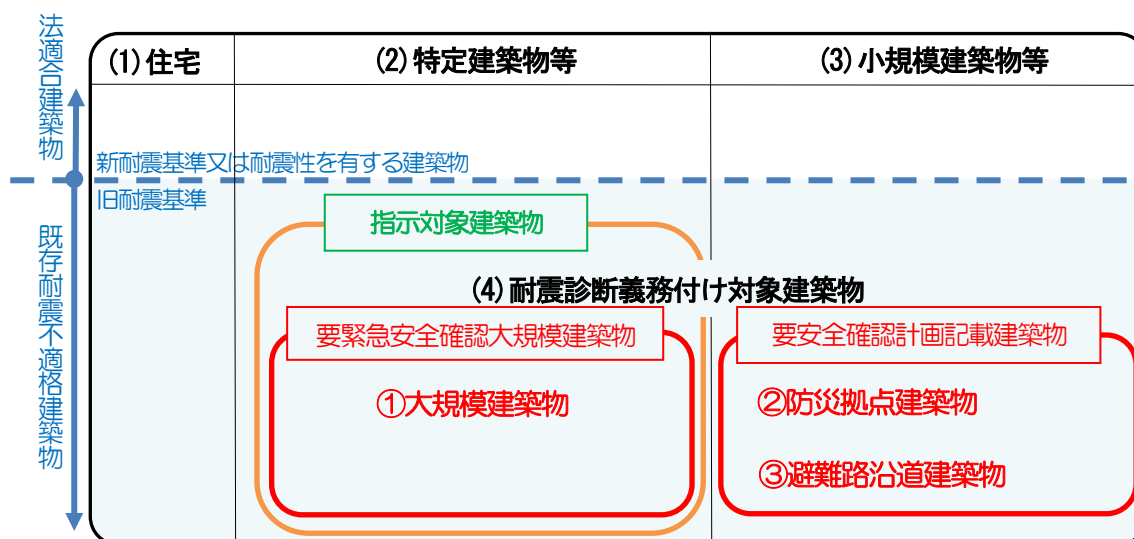 法適合建築物
既存耐震不適格建築物
(1)住宅
(2)特定建築物等
(3)小規模建築物等
新耐震基準又は耐震性を有する建築物
旧耐震基準
指示対象建築物
(4)耐震診断義務付け対象建築物
要緊急安全確認大規模建築物
要安全確認計画記載建築物
①大規模建築物
②防災拠点建築物
③避難路沿道建築物